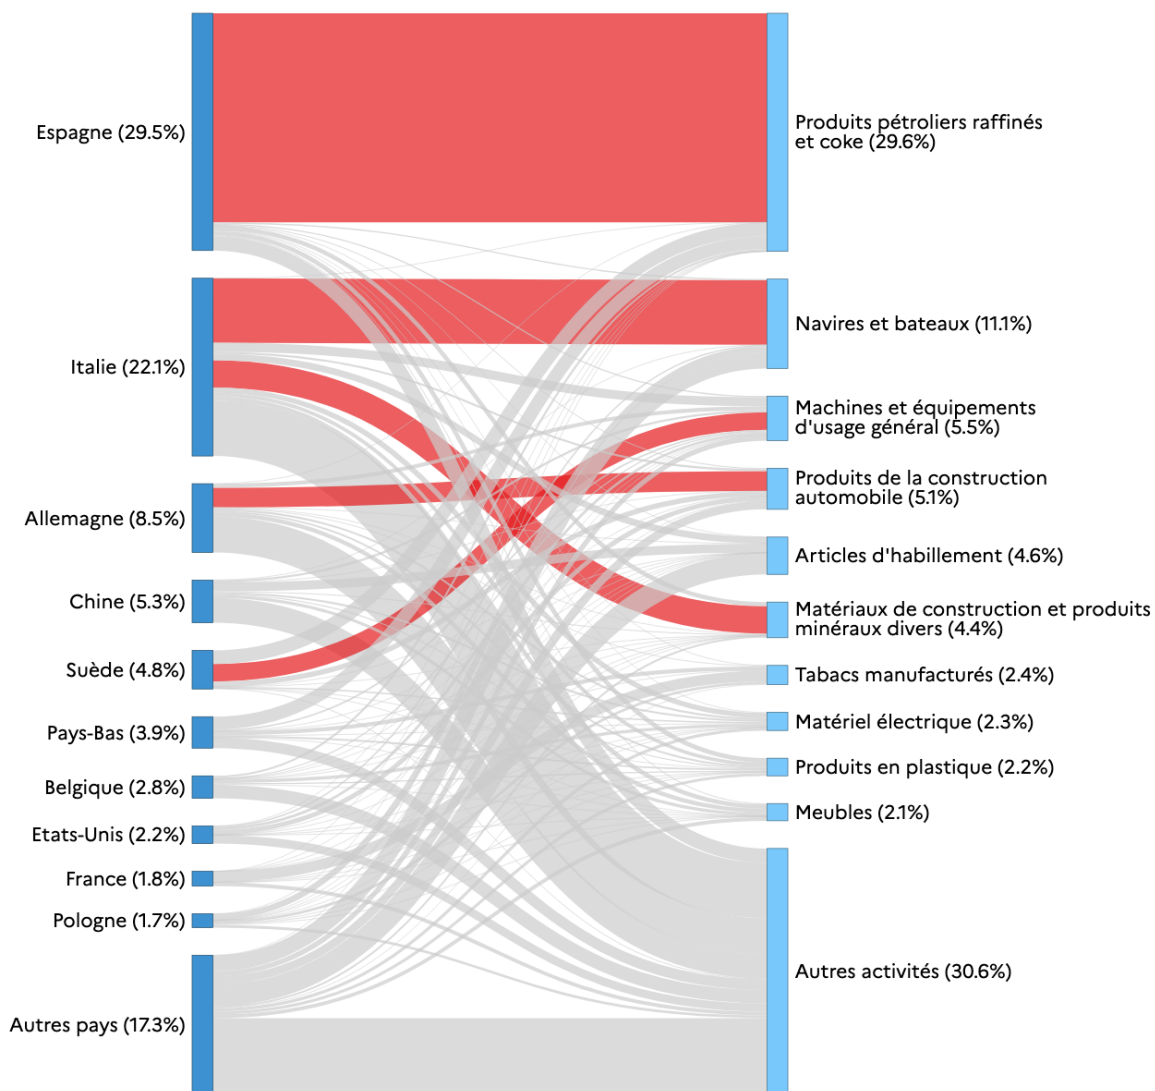 Espagne (29.5%)
Italie (22.1%)
Allemagne (8.5%)
Chine (5.3%)
Suède (4.8%)
Pays-Bas (3.9%)
Belgique (2.8%)
Etats-Unis (2.2%)
France (1.8%)
Pologne (1.7%)
Autres pays (17.3%)
Produits pétroliers raffinés
et coke (29.6%)
Navires et bateaux (11.1%)
Machines et équipements
d'usage général (5.5%)
Produits de la construction
automobile (5.1%)
Articles d'habillement (4.6%)
Matériaux de construction et produits
minéraux divers (4.4%)
Tabacs manufacturés (2.4%)
Matériel électrique (2.3%)
Produits en plastique (2.2%)
Meubles (2.1%)
Autres activités (30.6%)